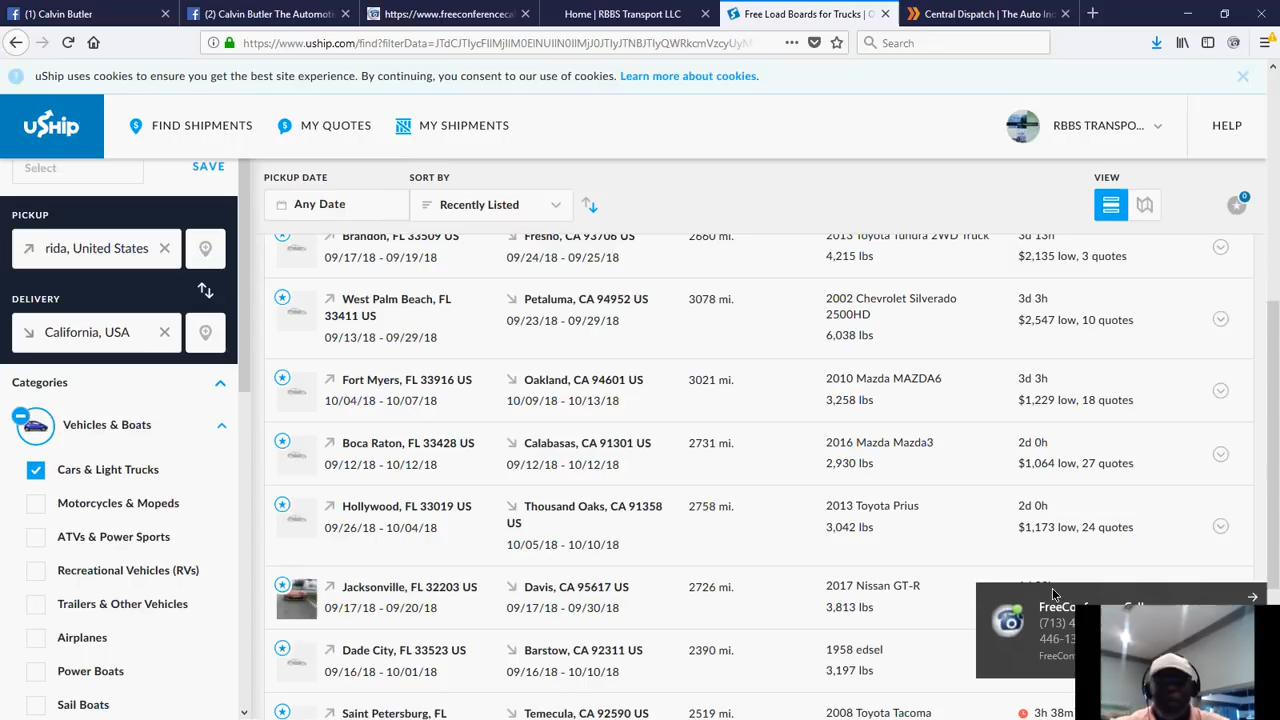 (1) Calvin Butler
(2) Calvin Butler The Automoti
https://www.freeconferencecal
Home | RBBS Transport LLC
Free Load Boards for Trucks | O
Central Dispatch | The Auto In
https://www.uship.com/find?filterData=
Search
uShip uses cookies to ensure you get the best site experience. By continuing, you consent to our use of cookies. Learn more about cookies.
uShip
FIND SHIPMENTS
MY QUOTES
MY SHIPMENTS
RBBS TRANSPO...
HELP
Select
SAVE
PICKUP DATE
SORT BY
VIEW
Any Date
Recently Listed
0
PICKUP
rida, United States
DELIVERY
California, USA
Categories
Vehicles & Boats
Cars & Light Trucks
Motorcycles & Mopeds
ATVs & Power Sports
Recreational Vehicles (RVs)
Trailers & Other Vehicles
Airplanes
Power Boats
Sail Boats
Brandon, FL 33509 US
Fresno, CA 93706 US
2660 mi.
2013 Toyota Tundra 2WD Truck
3d 13h
09/17/18 - 09/19/18
09/24/18 - 09/25/18
4,215 lbs
$2,135 low, 3 quotes
West Palm Beach, FL
33411 US
09/13/18 - 09/29/18
Petaluma, CA 94952 US
09/23/18 - 09/29/18
3078 mi.
2002 Chevrolet Silverado
2500HD
6,038 lbs
3d 3h
$2,547 low, 10 quotes
Fort Myers, FL 33916 US
10/04/18 - 10/07/18
Oakland, CA 94601 US
10/09/18 - 10/13/18
3021 mi.
2010 Mazda MAZDA6
3,258 lbs
3d 3h
$1,229 low, 18 quotes
Boca Raton, FL 33428 US
09/12/18 - 10/12/18
Calabasas, CA 91301 US
09/12/18 - 10/12/18
2731 mi.
2016 Mazda Mazda3
2,930 lbs
2d 0h
$1,064 low, 27 quotes
Hollywood, FL 33019 US
09/26/18 - 10/04/18
Thousand Oaks, CA 91358
US
10/05/18 - 10/10/18
2758 mi.
2013 Toyota Prius
3,042 lbs
2d 0h
$1,173 low, 24 quotes
Jacksonville, FL 32203 US
09/17/18 - 09/20/18
Davis, CA 95617 US
09/17/18 - 09/30/18
2726 mi.
2017 Nissan GT-R
3,813 lbs
Dade City, FL 33523 US
09/16/18 - 10/01/18
Barstow, CA 92311 US
09/16/18 - 10/10/18
2390 mi.
1958 edsel
3,197 lbs
Saint Petersburg, FL
Temecula, CA 92590 US
2519 mi.
2008 Toyota Tacoma
3h 38m
(713) 4
446-13
FreeCon